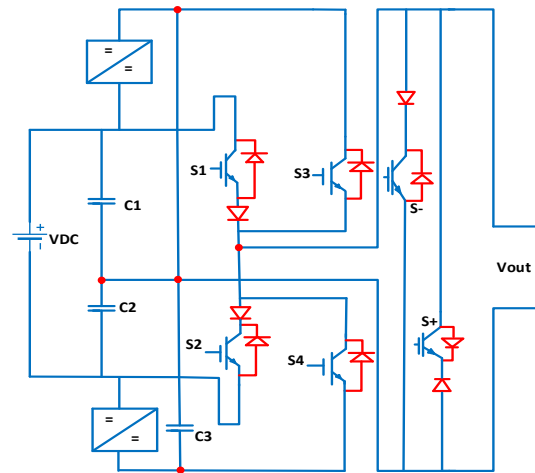 =
=
S1
S3
C1
S-
+
VDC
-
Vout
C2
S+
S2
S4
=
=
C3